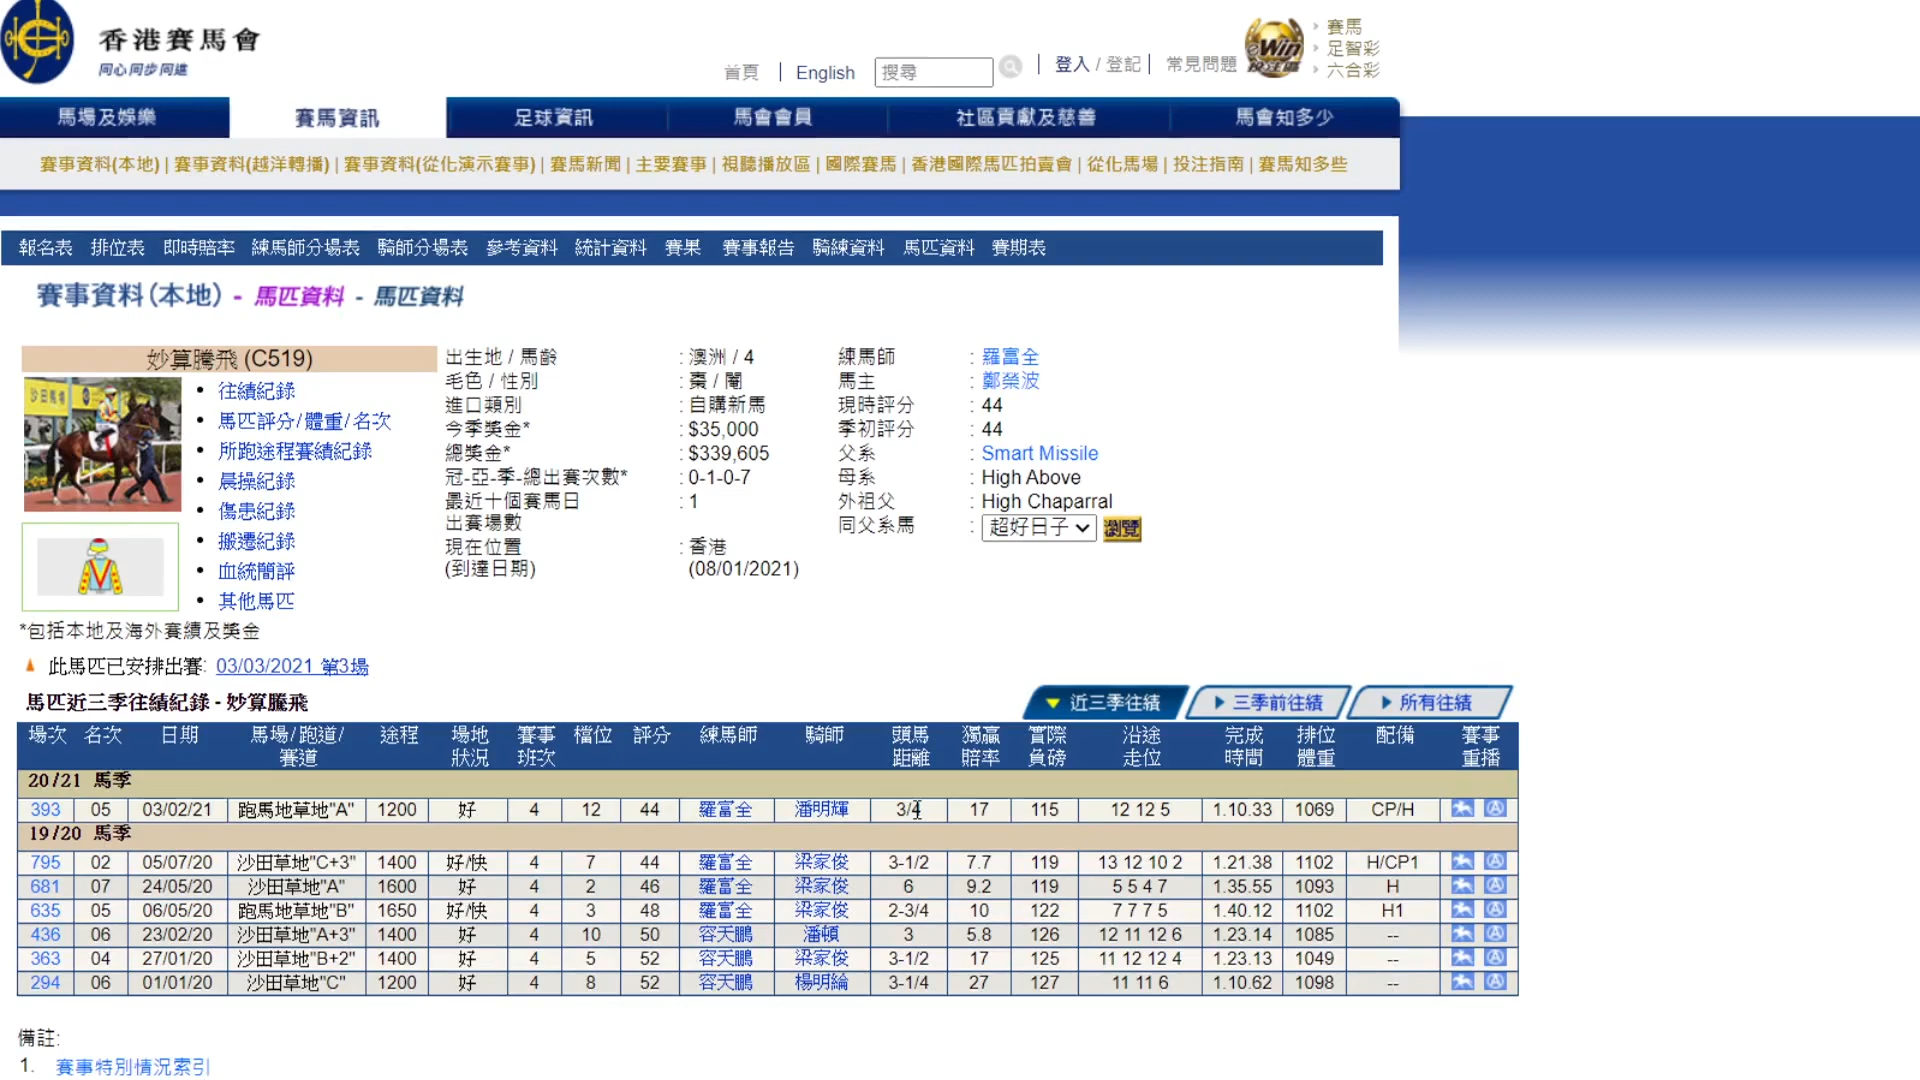 香港賽馬會
同心同步同進
首頁 | English 搜尋 | 登入 / 登記 | 常見問題
eWin 投注區
賽馬
足智彩
六合彩
馬場及娛樂 賽馬資訊 足球資訊 馬會會員 社區貢獻及慈善 馬會知多少
賽事資料(本地) | 賽事資料(越洋轉播) | 賽事資料(從化演示賽事) | 賽馬新聞 | 主要賽事 | 視聽播放區 | 國際賽馬 | 香港國際馬匹拍賣會 | 從化馬場 | 投注指南 | 賽馬知多些
報名表 排位表 即時賠率 練馬師分場表 騎師分場表 參考資料 統計資料 賽果 賽事報告 騎練資料 馬匹資料 賽期表
賽事資料(本地) - 馬匹資料 - 馬匹資料
妙算騰飛 (C519)
• 往績紀錄
• 馬匹評分/體重/名次
• 所跑途程賽績紀錄
• 晨操紀錄
• 傷患紀錄
• 搬遷紀錄
• 血統簡評
• 其他馬匹
出生地 / 馬齡 : 澳洲 / 4
毛色 / 性別 : 棗 / 閹
進口類別 : 自購新馬
今季獎金* : $35,000
總獎金* : $339,605
冠-亞-季-總出賽次數* : 0-1-0-7
最近十個賽馬日 : 1
出賽場數
現在位置 : 香港
(到達日期) (08/01/2021)
練馬師 : 羅富全
馬主 : 鄭榮波
現時評分 : 44
季初評分 : 44
父系 : Smart Missile
母系 : High Above
外祖父 : High Chaparral
同父系馬 : 超好日子 瀏覽
*包括本地及海外賽績及獎金
此馬匹已安排出賽: 03/03/2021 第3場
馬匹近三季往績紀錄 - 妙算騰飛
近三季往績 三季前往績 所有往績
場次 名次 日期 馬場/跑道/賽道 途程 場地狀況 賽事班次 檔位 評分 練馬師 騎師 頭馬距離 獨贏賠率 實際負磅 沿途走位 完成時間 排位體重 配備 賽事重播
20/21 馬季
393 05 03/02/21 跑馬地草地"A" 1200 好 4 12 44 羅富全 潘明輝 3/4 17 115 12 12 5 1.10.33 1069 CP/H
19/20 馬季
795 02 05/07/20 沙田草地"C+3" 1400 好/快 4 7 44 羅富全 梁家俊 3-1/2 7.7 119 13 12 10 2 1.21.38 1102 H/CP1
681 07 24/05/20 沙田草地"A" 1600 好 4 2 46 羅富全 梁家俊 6 9.2 119 5 5 4 7 1.35.55 1093 H
635 05 06/05/20 跑馬地草地"B" 1650 好/快 4 3 48 羅富全 梁家俊 2-3/4 10 122 7 7 7 5 1.40.12 1102 H1
436 06 23/02/20 沙田草地"A+3" 1400 好 4 10 50 容天鵬 潘頓 3 5.8 126 12 11 12 6 1.23.14 1085 --
363 04 27/01/20 沙田草地"B+2" 1400 好 4 5 52 容天鵬 梁家俊 3-1/2 17 125 11 12 12 4 1.23.13 1049 --
294 06 01/01/20 沙田草地"C" 1200 好 4 8 52 容天鵬 楊明綸 3-1/4 27 127 11 11 6 1.10.62 1098 --
備註:
1. 賽事特別情況索引